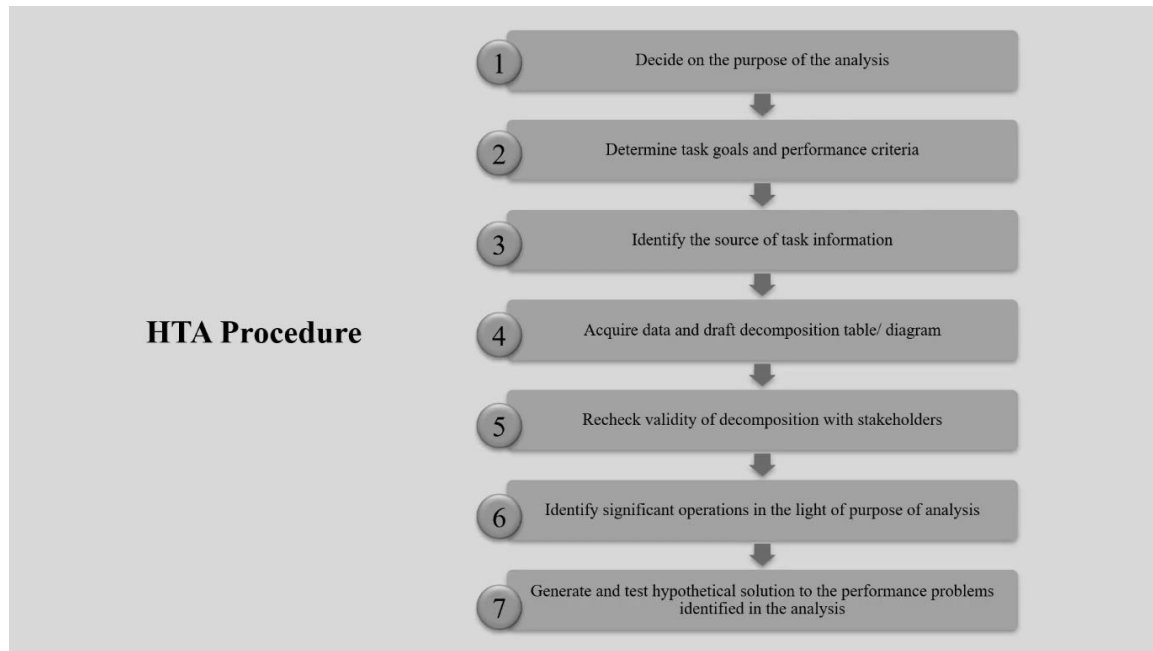 HTA Procedure
1
Decide on the purpose of the analysis
2
Determine task goals and performance criteria
3
Identify the source of task information
4
Acquire data and draft decomposition table/ diagram
5
Recheck validity of decomposition with stakeholders
6
Identify significant operations in the light of purpose of analysis
7
Generate and test hypothetical solution to the performance problems
identified in the analysis